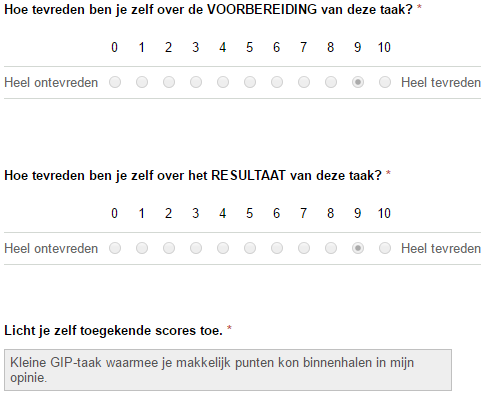 Hoe tevreden ben je zelf over de VOORBEREIDING van deze taak? *
0 1 2 3 4 5 6 7 8 9 10
Heel ontevreden Heel tevreden
Hoe tevreden ben je zelf over het RESULTAAT van deze taak? *
0 1 2 3 4 5 6 7 8 9 10
Heel ontevreden Heel tevreden
Licht je zelf toegekende scores toe. *
Kleine GIP-taak waarmee je makkelijk punten kon binnenhalen in mijn
opinie.